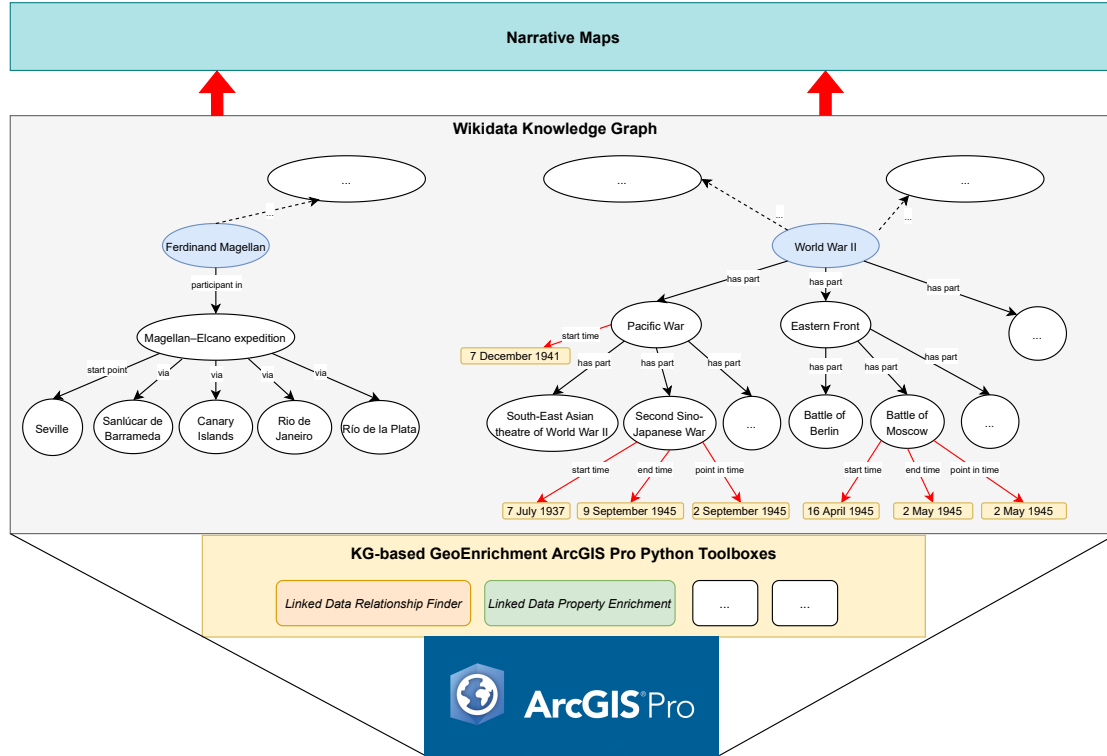 Narrative Maps
Wikidata Knowledge Graph
...
...
...
...
...
...
Ferdinand Magellan
World War II
participant in
has part
has part
has part
Magellan–Elcano expedition
Pacific War
Eastern Front
...
start time
7 December 1941
start point
via
via
via
via
has part
has part
has part
has part
has part
has part
Seville
Sanlúcar de
Barrameda
Canary
Islands
Rio de
Janeiro
Río de la Plata
South-East Asian
theatre of World War II
Second Sino-
Japanese War
...
Battle of
Berlin
Battle of
Moscow
...
start time
end time
point in time
start time
end time
point in time
7 July 1937
9 September 1945
2 September 1945
16 April 1945
2 May 1945
2 May 1945
KG-based GeoEnrichment ArcGIS Pro Python Toolboxes
Linked Data Relationship Finder
Linked Data Property Enrichment
...
...
ArcGIS® Pro